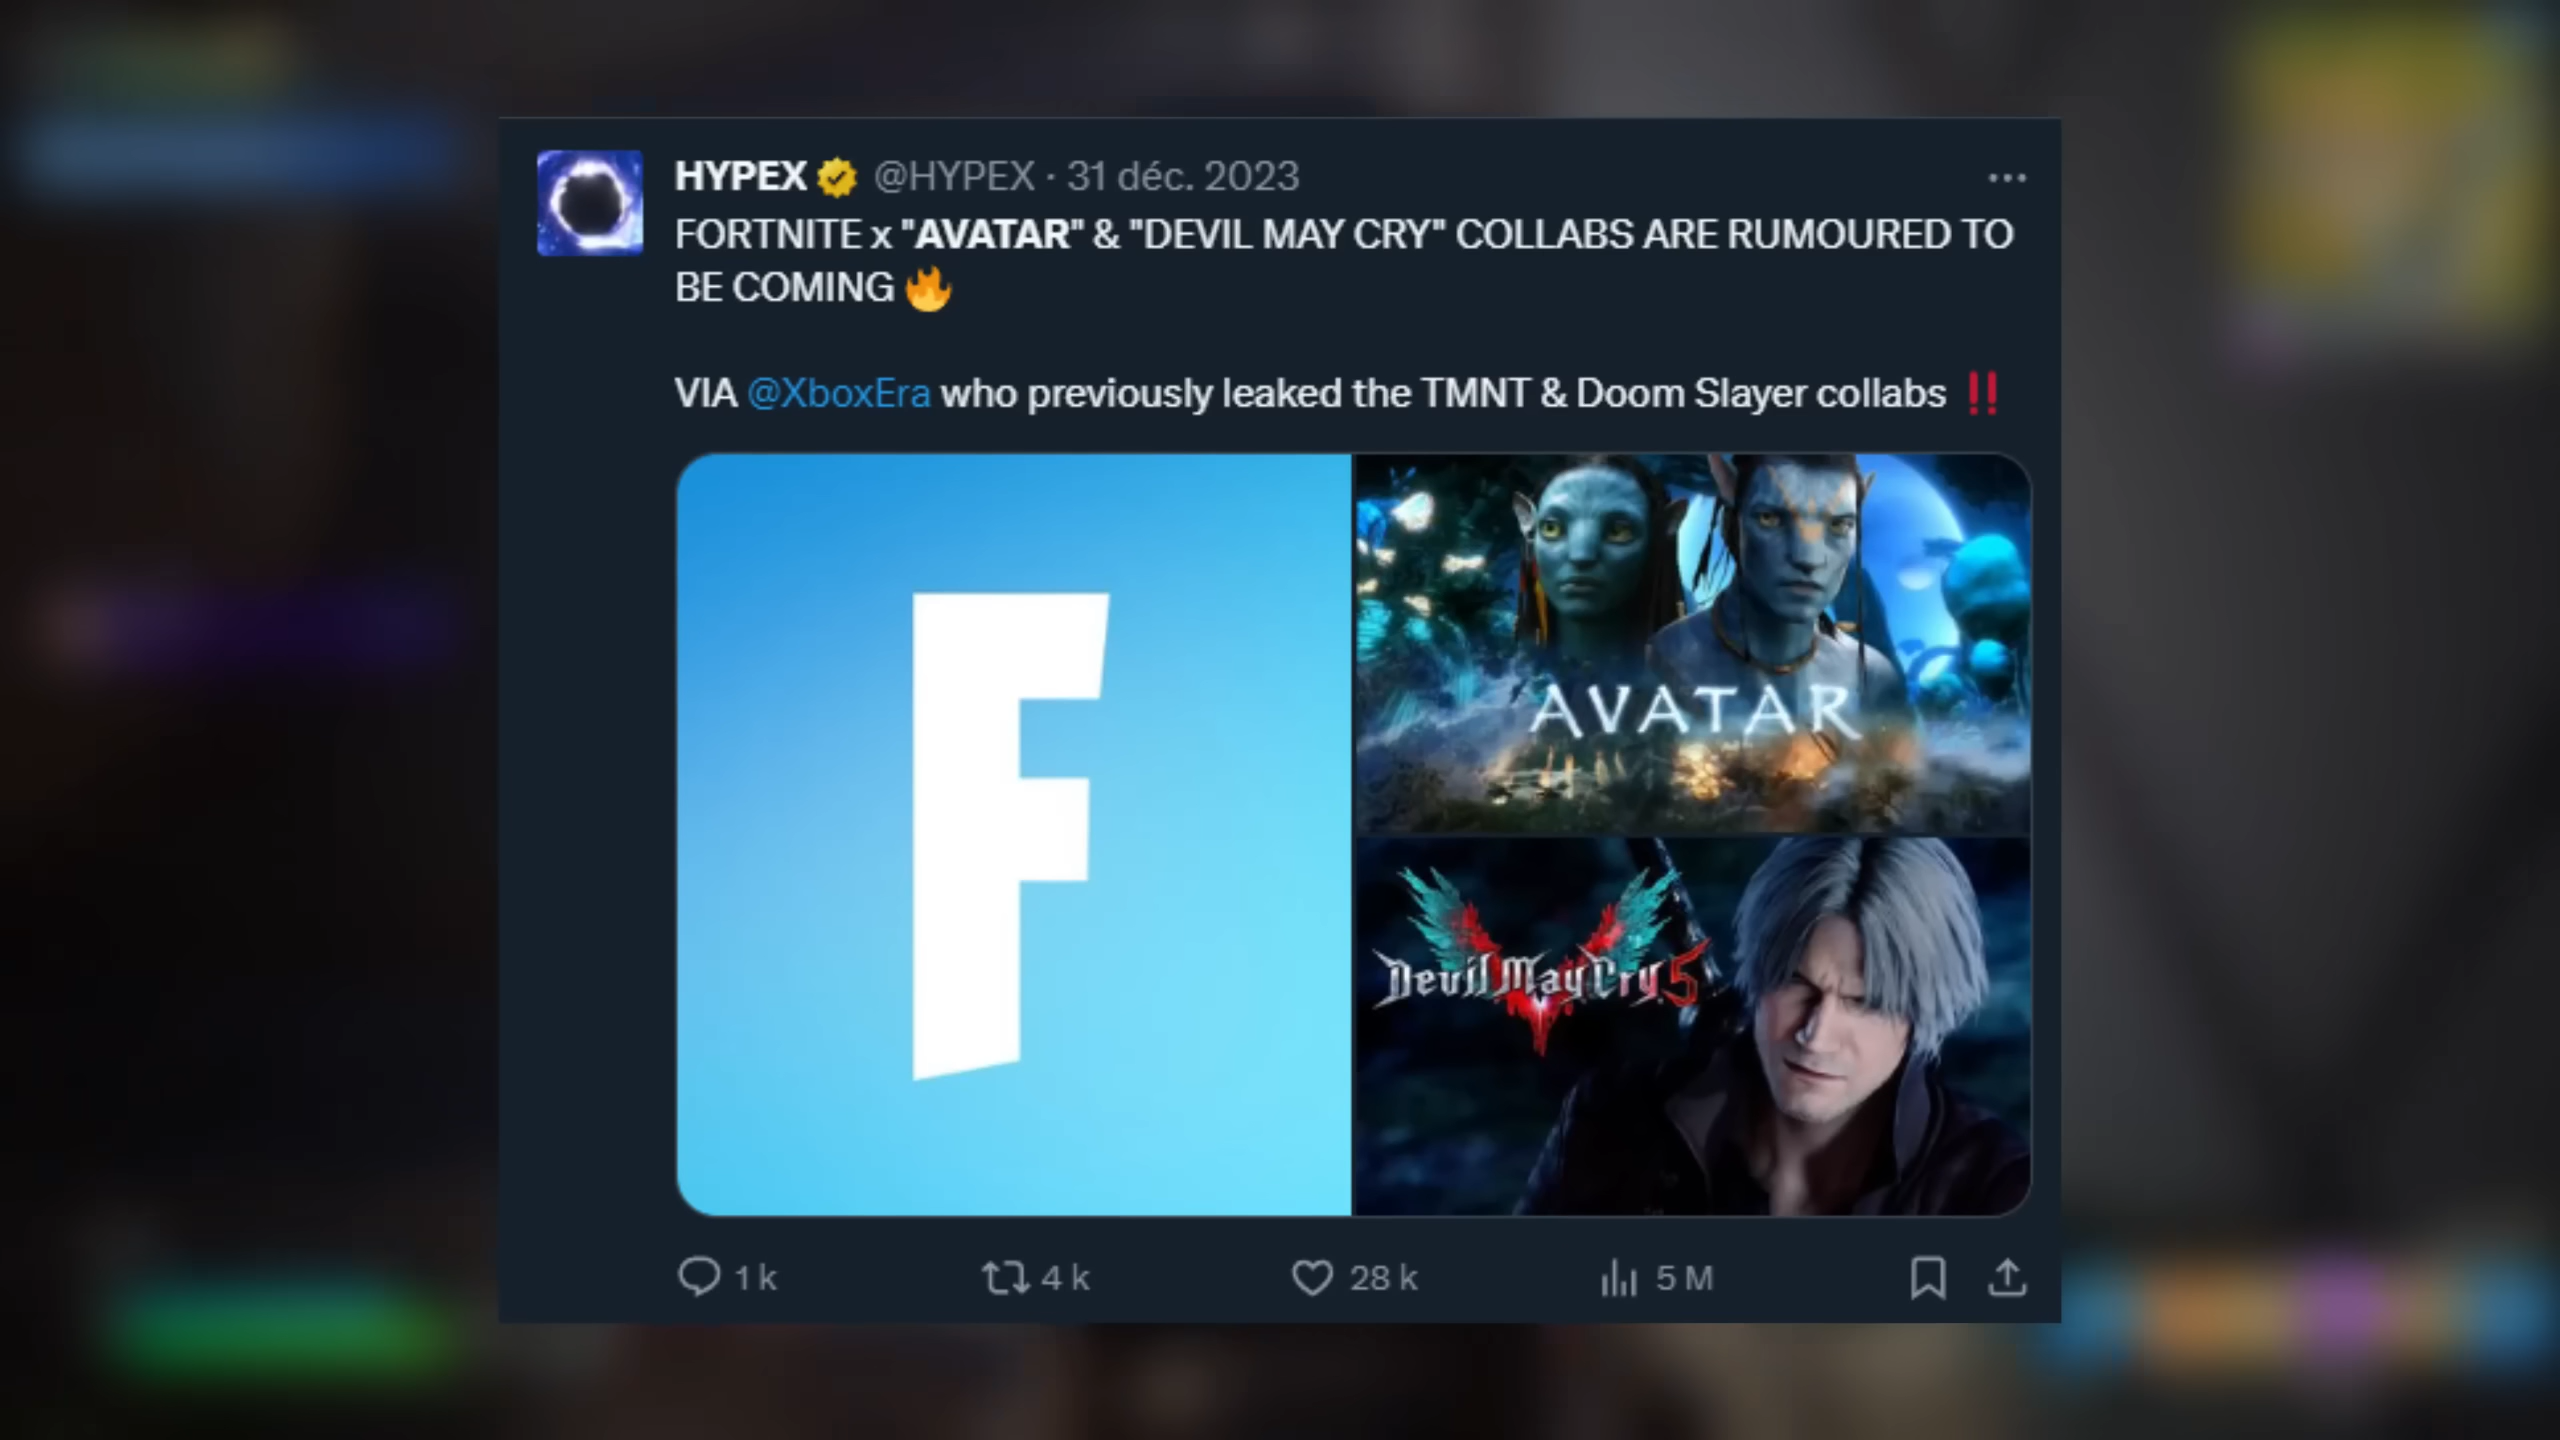 HYPEX @HYPEX · 31 déc. 2023
FORTNITE x "AVATAR" & "DEVIL MAY CRY" COLLABS ARE RUMOURED TO
BE COMING 🔥
VIA @XboxEra who previously leaked the TMNT & Doom Slayer collabs ‼️
F
AVATAR
Devil May Cry 5
1 k 4 k 28 k 5 M